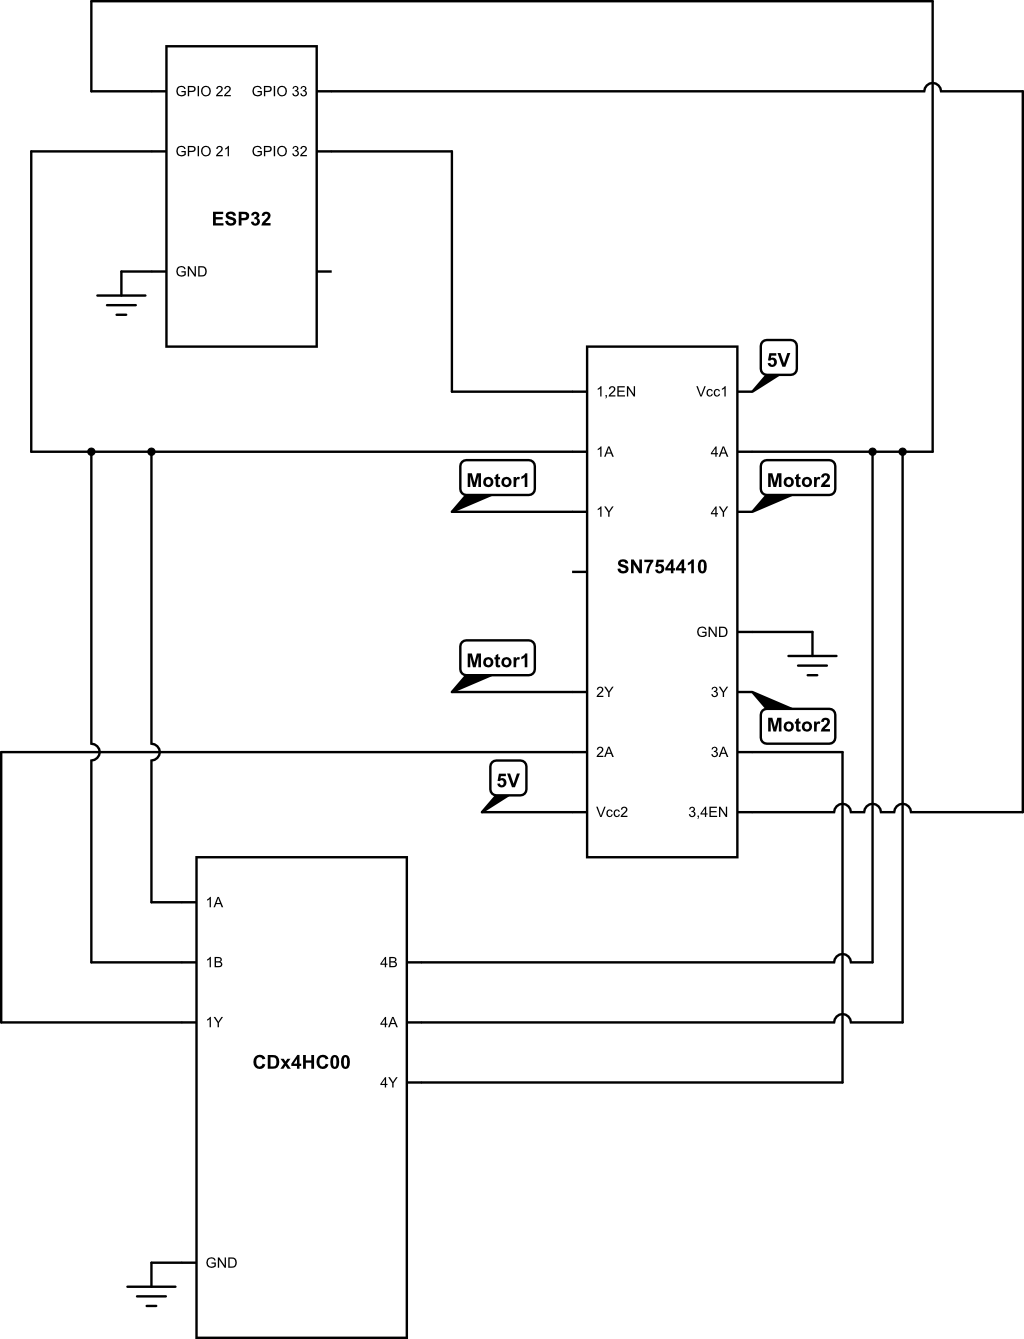 GPIO 22 GPIO 33
GPIO 21 GPIO 32
ESP32
GND
5V
1,2EN Vcc1
1A 4A
Motor1 Motor2
1Y 4Y
SN754410
GND
Motor1
2Y 3Y
Motor2
2A 3A
5V
Vcc2 3,4EN
1A
1B 4B
1Y 4A
CDx4HC00
4Y
GND